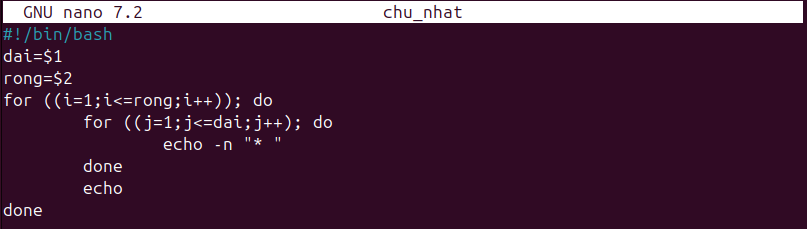 GNU nano 7.2 chu_nhat
#!/bin/bash
dai=$1
rong=$2
for ((i=1;i<=rong;i++)); do
for ((j=1;j<=dai;j++); do
echo -n "* "
done
echo
done